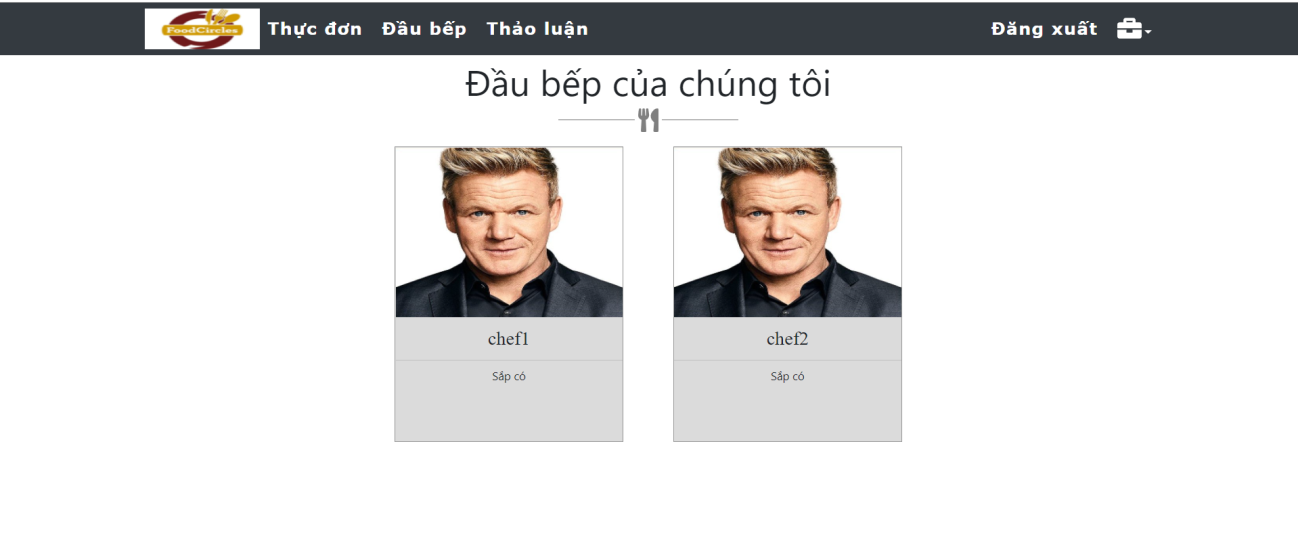 FoodCircles Thực đơn Đầu bếp Thảo luận Đăng xuất
Đầu bếp của chúng tôi
chef1 chef2
Sắp có Sắp có